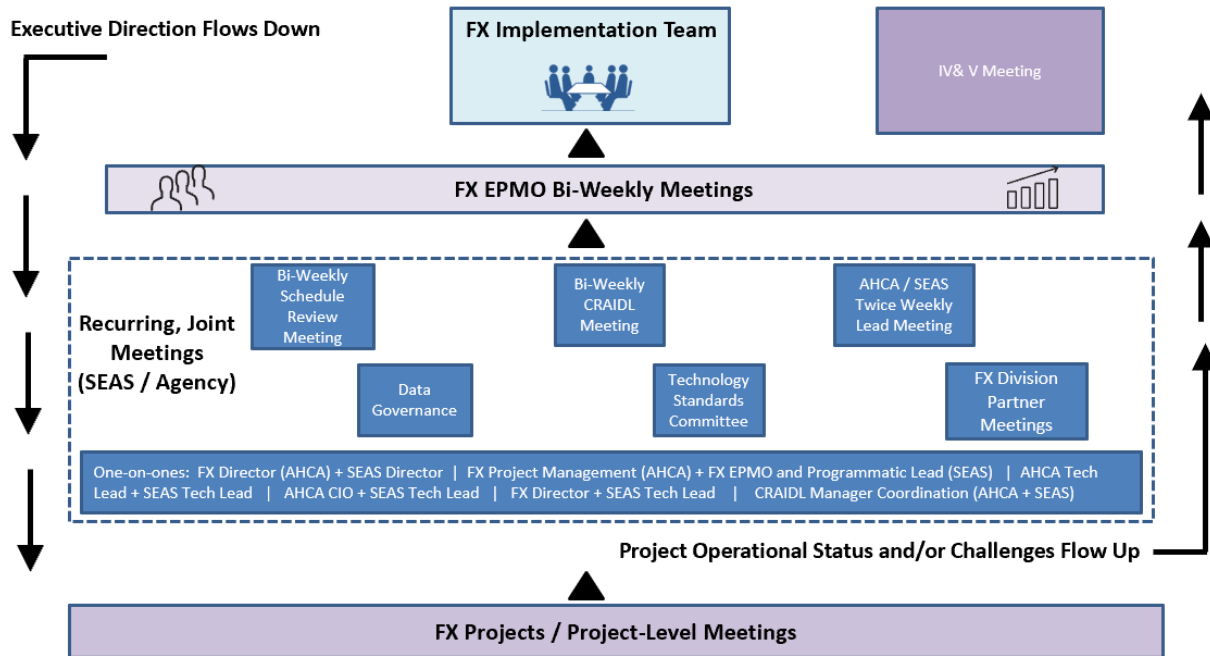 Executive Direction Flows Down
FX Implementation Team
IV& V Meeting
FX EPMO Bi-Weekly Meetings
Recurring, Joint
Meetings
(SEAS / Agency)
Bi-Weekly
Schedule
Review
Meeting
Bi-Weekly
CRAIDL
Meeting
AHCA / SEAS
Twice Weekly
Lead Meeting
Data
Governance
Technology
Standards
Committee
FX Division
Partner
Meetings
One-on-ones: FX Director (AHCA) + SEAS Director | FX Project Management (AHCA) + FX EPMO and Programmatic Lead (SEAS) | AHCA Tech
Lead + SEAS Tech Lead | AHCA CIO + SEAS Tech Lead | FX Director + SEAS Tech Lead | CRAIDL Manager Coordination (AHCA + SEAS)
Project Operational Status and/or Challenges Flow Up
FX Projects / Project-Level Meetings